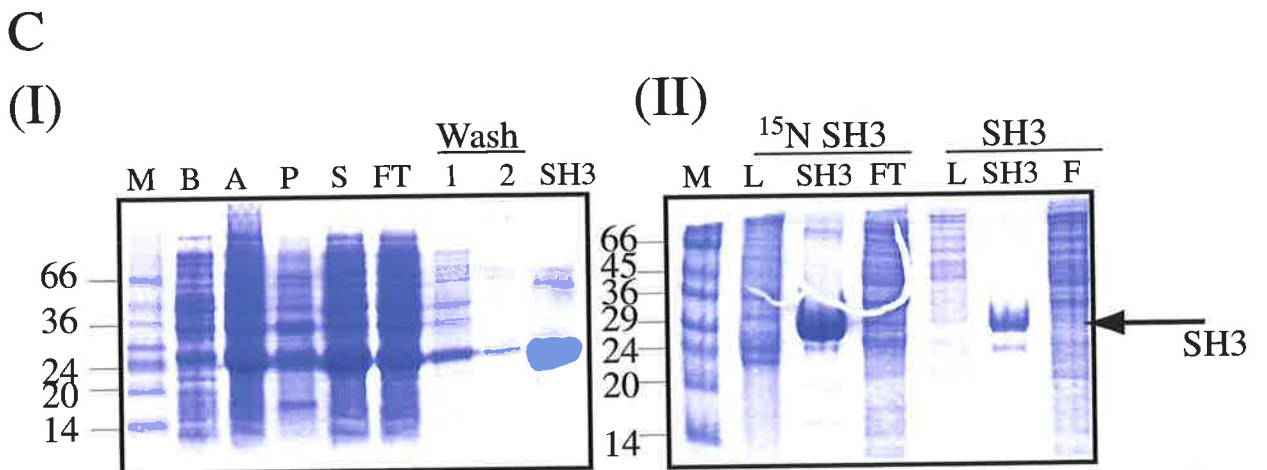 C
(I)
Wash
M B A P S FT 1 2 SH3
66
36
24
20
14
(II)
¹⁵N SH3 SH3
M L SH3 FT L SH3 F
66
45
36
29
24
20
14
SH3